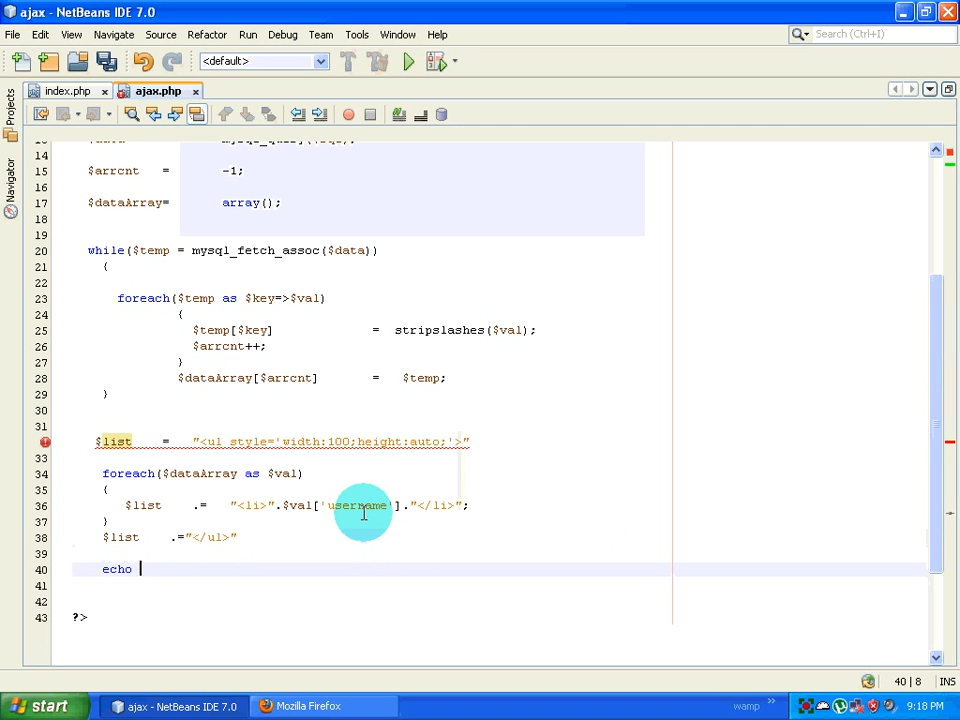 ajax - NetBeans IDE 7.0
File Edit View Navigate Source Refactor Run Debug Team Tools Window Help
Search (Ctrl+I)
<default>
index.php ajax.php
Projects
Navigator
14
15 $arrcnt = -1;
16
17 $dataArray= array();
18
19
20 while($temp = mysql_fetch_assoc($data))
21 {
22
23 foreach($temp as $key=>$val)
24 {
25 $temp[$key] = stripslashes($val);
26 $arrcnt++;
27 }
28 $dataArray[$arrcnt] = $temp;
29 }
30
31
$list = "<ul style='width:100;height:auto;'>"
33
34 foreach($dataArray as $val)
35 {
36 $list .= "<li>".$val['username']."</li>";
37 }
38 $list .="</ul>"
39
40 echo
41
42
43 ?>
40 | 8 INS
start ajax - NetBeans IDE 7.0 Mozilla Firefox wamp 9:18 PM